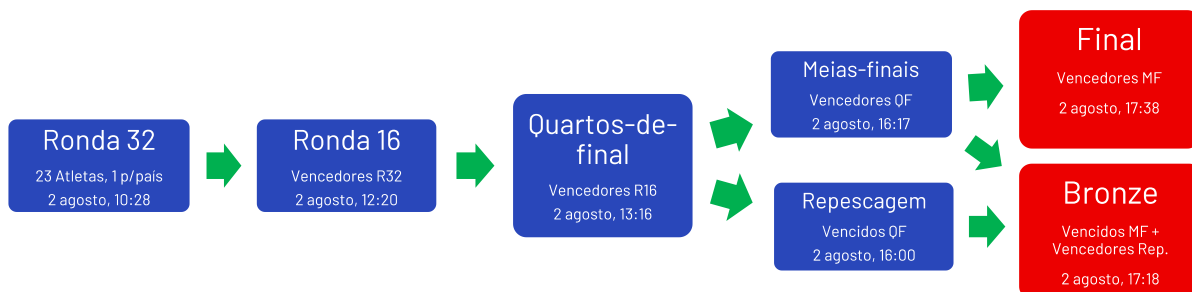 Ronda 32
23 Atletas, 1 p/país
2 agosto, 10:28
Ronda 16
Vencedores R32
2 agosto, 12:20
Quartos-de-
final
Vencedores R16
2 agosto, 13:16
Meias-finais
Vencedores QF
2 agosto, 16:17
Repescagem
Vencidos QF
2 agosto, 16:00
Final
Vencedores MF
2 agosto, 17:38
Bronze
Vencidos MF +
Vencedores Rep.
2 agosto, 17:18